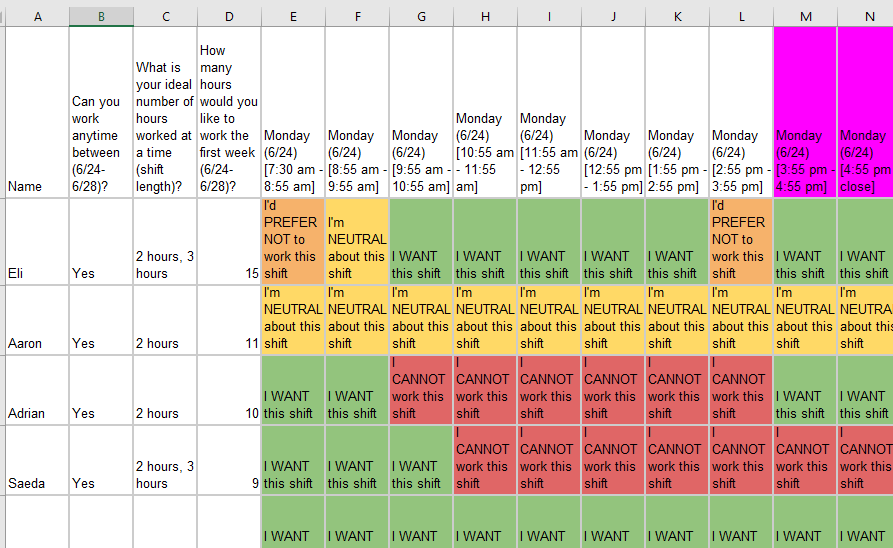 A B C D E F G H I J K L M N
Name
Can you
work
anytime
between
(6/24-
6/28)?
What is
your ideal
number of
hours
worked at
a time
(shift
length)?
How
many
hours
would you
like to
work the
first week
(6/24-
6/28)?
Monday
(6/24)
[7:30 am -
8:55 am]
Monday
(6/24)
[8:55 am -
9:55 am]
Monday
(6/24)
[9:55 am -
10:55 am]
Monday
(6/24)
[10:55 am
- 11:55
am]
Monday
(6/24)
[11:55 am
- 12:55
pm]
Monday
(6/24)
[12:55 pm
- 1:55 pm]
Monday
(6/24)
[1:55 pm -
2:55 pm]
Monday
(6/24)
[2:55 pm -
3:55 pm]
Monday
(6/24)
[3:55 pm -
4:55 pm]
Monday
(6/24)
[4:55 pm
close]
Eli
Yes
2 hours, 3
hours
15
I'd
PREFER
NOT to
work this
shift
I'm
NEUTRAL
about this
shift
I WANT
this shift
I WANT
this shift
I WANT
this shift
I WANT
this shift
I WANT
this shift
I'd
PREFER
NOT to
work this
shift
I WANT
this shift
I WANT
this shift
Aaron
Yes
2 hours
11
I'm
NEUTRAL
about this
shift
I'm
NEUTRAL
about this
shift
I'm
NEUTRAL
about this
shift
I'm
NEUTRAL
about this
shift
I'm
NEUTRAL
about this
shift
I'm
NEUTRAL
about this
shift
I'm
NEUTRAL
about this
shift
I'm
NEUTRAL
about this
shift
I'm
NEUTRAL
about this
shift
I'm
NEUTRA
about this
shift
Adrian
Yes
2 hours
10
I WANT
this shift
I WANT
this shift
I
CANNOT
work this
shift
I
CANNOT
work this
shift
I
CANNOT
work this
shift
I
CANNOT
work this
shift
I
CANNOT
work this
shift
I
CANNOT
work this
shift
I WANT
this shift
I WANT
this shift
Saeda
Yes
2 hours, 3
hours
9
I WANT
this shift
I WANT
this shift
I WANT
this shift
I
CANNOT
work this
shift
I
CANNOT
work this
shift
I
CANNOT
work this
shift
I
CANNOT
work this
shift
I
CANNOT
work this
shift
I
CANNOT
work this
shift
I
CANNOT
work this
shift
I WANT
I WANT
I WANT
I WANT
I WANT
I WANT
I WANT
I WANT
I WANT
I WANT